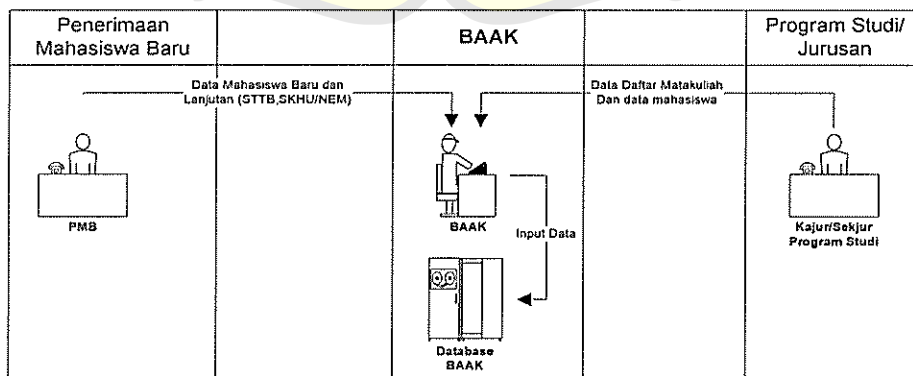 Penerimaan
Mahasiswa Baru
BAAK
Program Studi/
Jurusan
Data Mahasiswa Baru dan
Lanjutan (STTB,SKHU/NEM)
Data Daftar Matakuliah
Dan data mahasiswa
PMB
BAAK
Input Data
Kajur/Sekjur
Program Studi
Database
BAAK